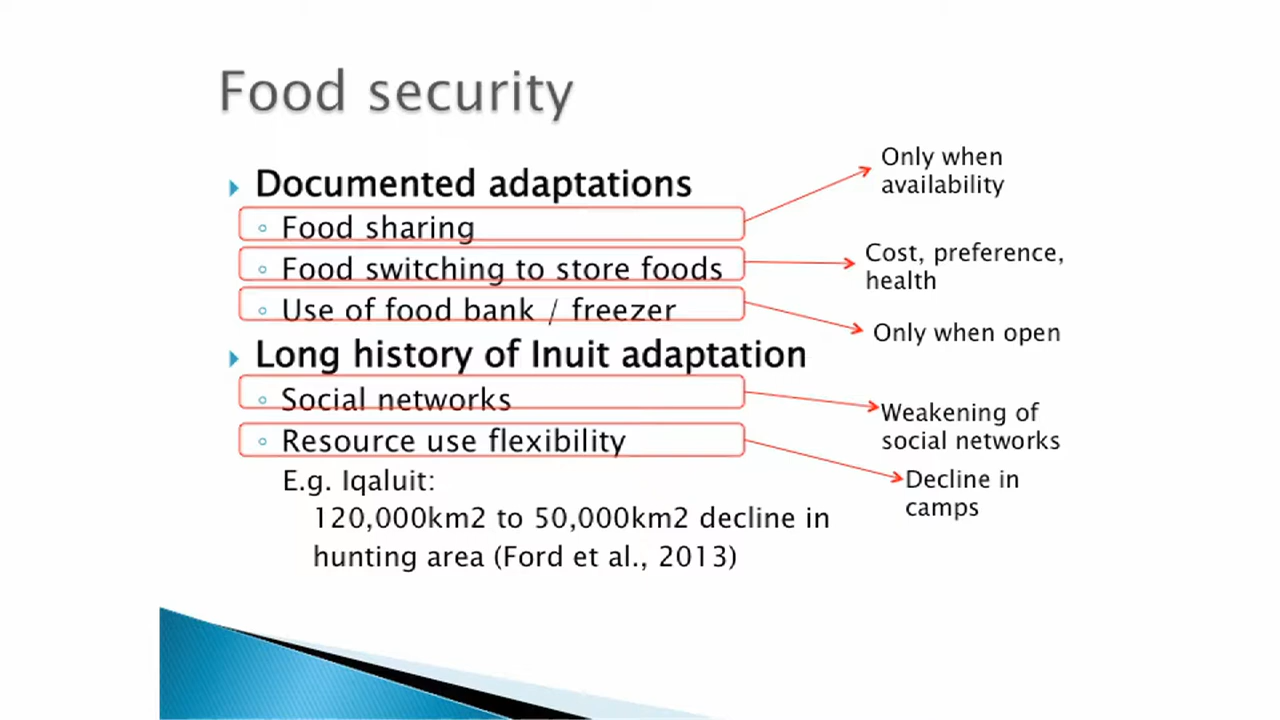 Food security
Documented adaptations
Food sharing
Food switching to store foods
Use of food bank / freezer
Long history of Inuit adaptation
Social networks
Resource use flexibility
E.g. Iqaluit:
120,000km2 to 50,000km2 decline in
hunting area (Ford et al., 2013)
Only when
availability
Cost, preference,
health
Only when open
Weakening of
social networks
Decline in
camps